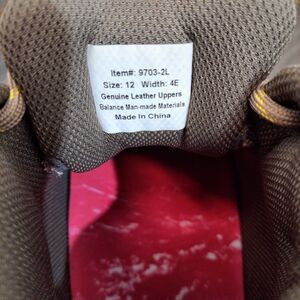 Item#: 9703-2L
Size: 12 Width: 4E
Genuine Leather Uppers
Balance Man-made Materials
Made In China